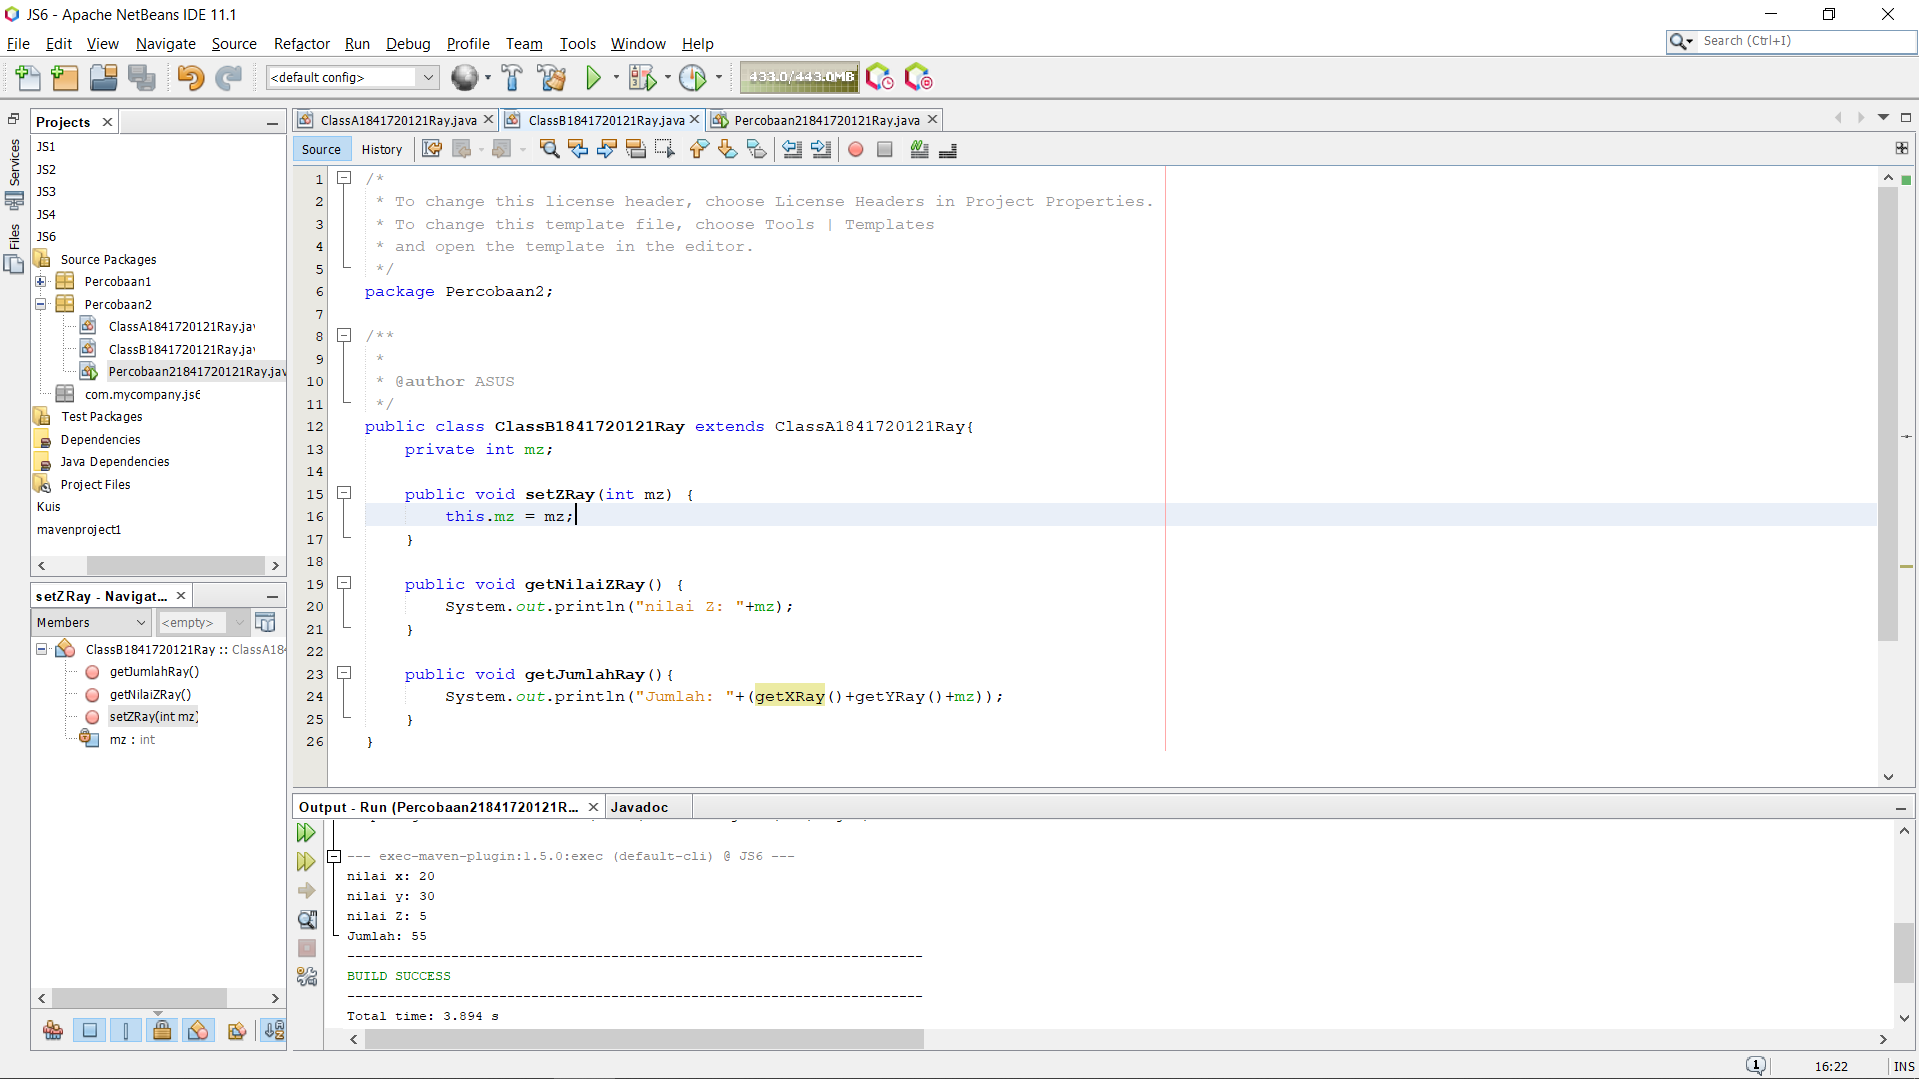 JS6 - Apache NetBeans IDE 11.1
File Edit View Navigate Source Refactor Run Debug Profile Team Tools Window Help
Search (Ctrl+I)
<default config>
433.0/443.0MB
Services
Files
Projects
JS1
JS2
JS3
JS4
JS6
Source Packages
Percobaan1
Percobaan2
ClassA1841720121Ray.jav
ClassB1841720121Ray.jav
Percobaan21841720121Ray.jav
com.mycompany.js6
Test Packages
Dependencies
Java Dependencies
Project Files
Kuis
mavenproject1
setZRay - Navigat...
Members
<empty>
ClassB1841720121Ray :: ClassA184
getJumlahRay()
getNilaiZRay()
setZRay(int mz)
mz : int
ClassA1841720121Ray.java
ClassB1841720121Ray.java
Percobaan21841720121Ray.java
Source History
1 /*
2 * To change this license header, choose License Headers in Project Properties.
3 * To change this template file, choose Tools | Templates
4 * and open the template in the editor.
5 */
6 package Percobaan2;
7
8 /**
9 *
10 * @author ASUS
11 */
12 public class ClassB1841720121Ray extends ClassA1841720121Ray{
13 private int mz;
14
15 public void setZRay(int mz) {
16 this.mz = mz;
17 }
18
19 public void getNilaiZRay() {
20 System.out.println("nilai Z: "+mz);
21 }
22
23 public void getJumlahRay(){
24 System.out.println("Jumlah: "+(getXRay()+getYRay()+mz));
25 }
26 }
Output - Run (Percobaan21841720121R...
Javadoc
--- exec-maven-plugin:1.5.0:exec (default-cli) @ JS6 ---
nilai x: 20
nilai y: 30
nilai Z: 5
Jumlah: 55
------------------------------------------------------------------------
BUILD SUCCESS
------------------------------------------------------------------------
Total time: 3.894 s
1
16:22
INS